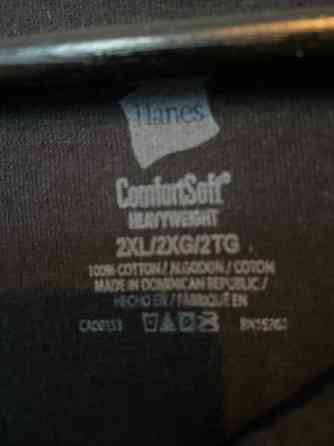 Hanes
ComfortSoft®
HEAVYWEIGHT
2XL/2XG/2TG
100% COTTON / ALGODON / COTON
MADE IN DOMINICAN REPUBLIC /
HECHO EN / FABRIQUÉ EN